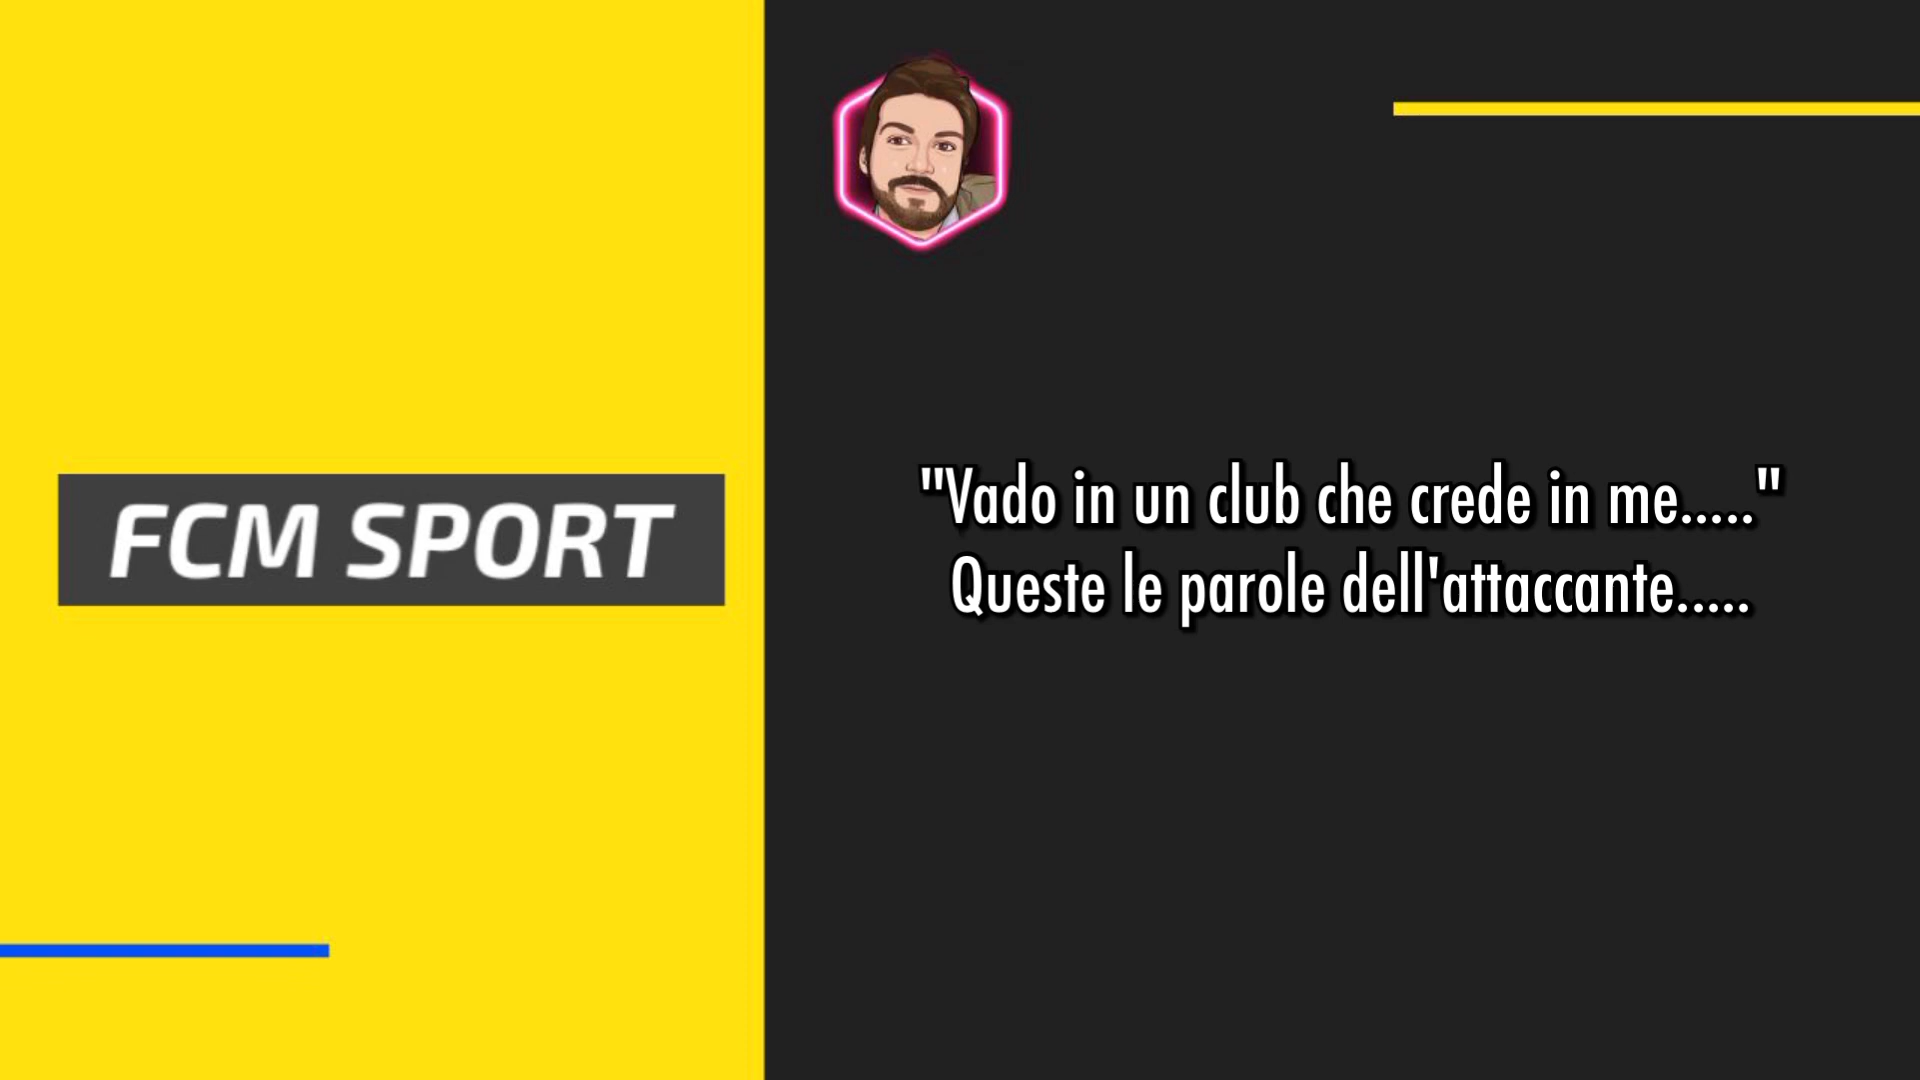 FCM SPORT
"Vado in un club che crede in me....."
Queste le parole dell'attaccante.....